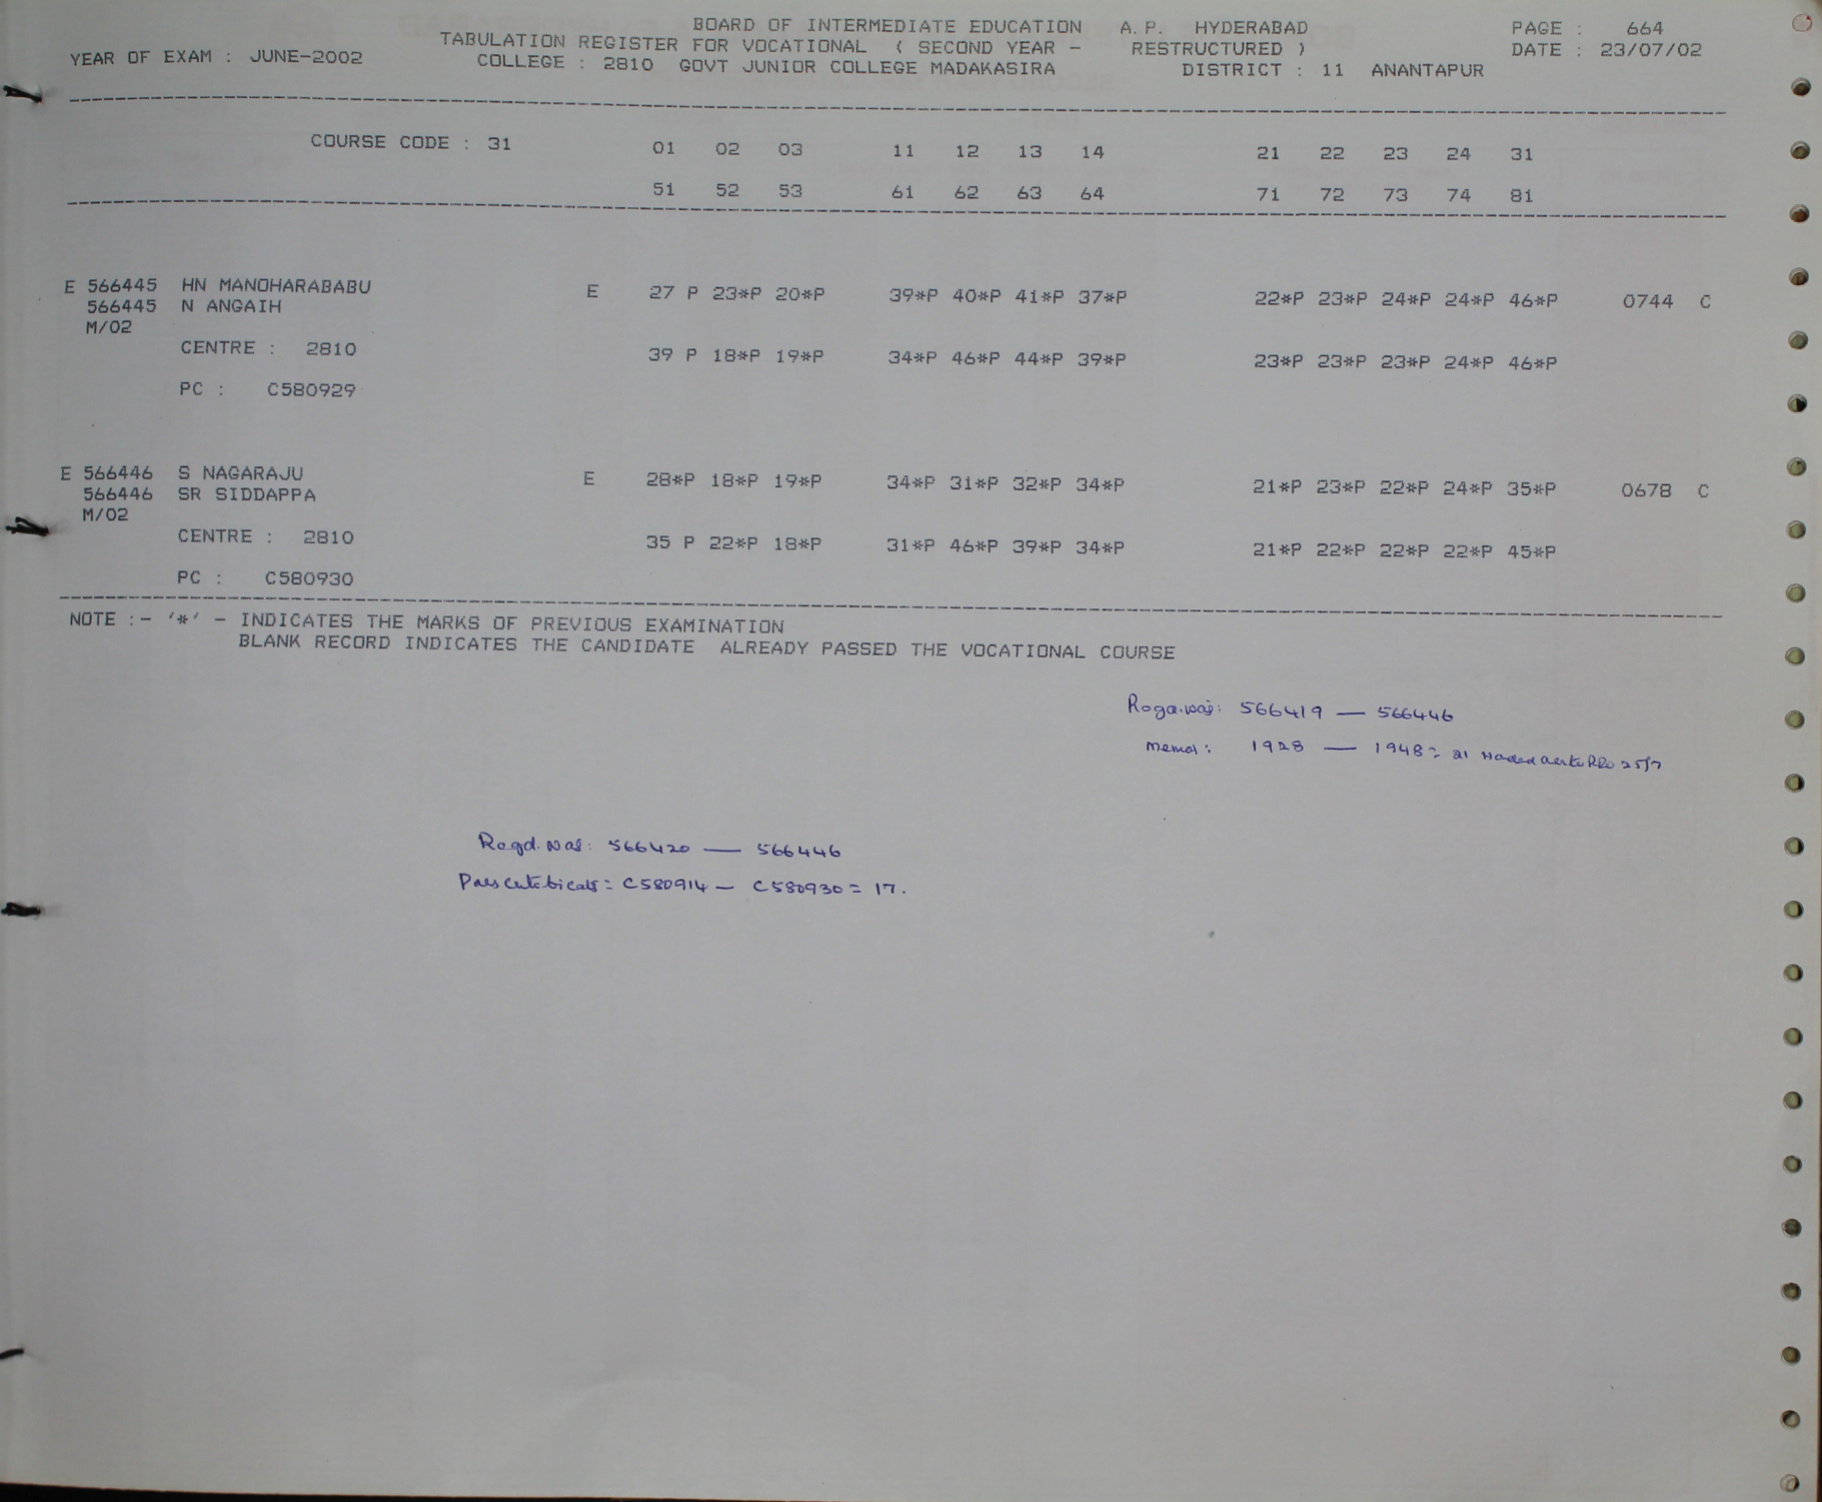 BOARD OF INTERMEDIATE EDUCATION A. P. HYDERABAD PAGE : 664
TABULATION REGISTER FOR VOCATIONAL ( SECOND YEAR - RESTRUCTURED ) DATE : 23/07/02
YEAR OF EXAM : JUNE-2002 COLLEGE : 2810 GOVT JUNIOR COLLEGE MADAKASIRA DISTRICT : 11 ANANTAPUR
COURSE CODE : 31 01 02 03 11 12 13 14 21 22 23 24 31
51 52 53 61 62 63 64 71 72 73 74 81
E 566445 HN MANOHARABABU E 27 P 23*P 20*P 39*P 40*P 41*P 37*P 22*P 23*P 24*P 24*P 46*P 0744 C
566445 N ANGAIH
M/02
CENTRE : 2810 39 P 18*P 19*P 34*P 46*P 44*P 39*P 23*P 23*P 23*P 24*P 46*P
PC : C580929
E 566446 S NAGARAJU E 28*P 18*P 19*P 34*P 31*P 32*P 34*P 21*P 23*P 22*P 24*P 35*P 0678 C
566446 SR SIDDAPPA
M/02
CENTRE : 2810 35 P 22*P 18*P 31*P 46*P 39*P 34*P 21*P 22*P 22*P 22*P 45*P
PC : C580930
NOTE :- '*' - INDICATES THE MARKS OF PREVIOUS EXAMINATION
BLANK RECORD INDICATES THE CANDIDATE ALREADY PASSED THE VOCATIONAL COURSE
566419 — 566446
1928 — 1948 = 21 25/7
Regd. Nos: 566420 — 566446
Pass = C580914 — C580930 = 17.